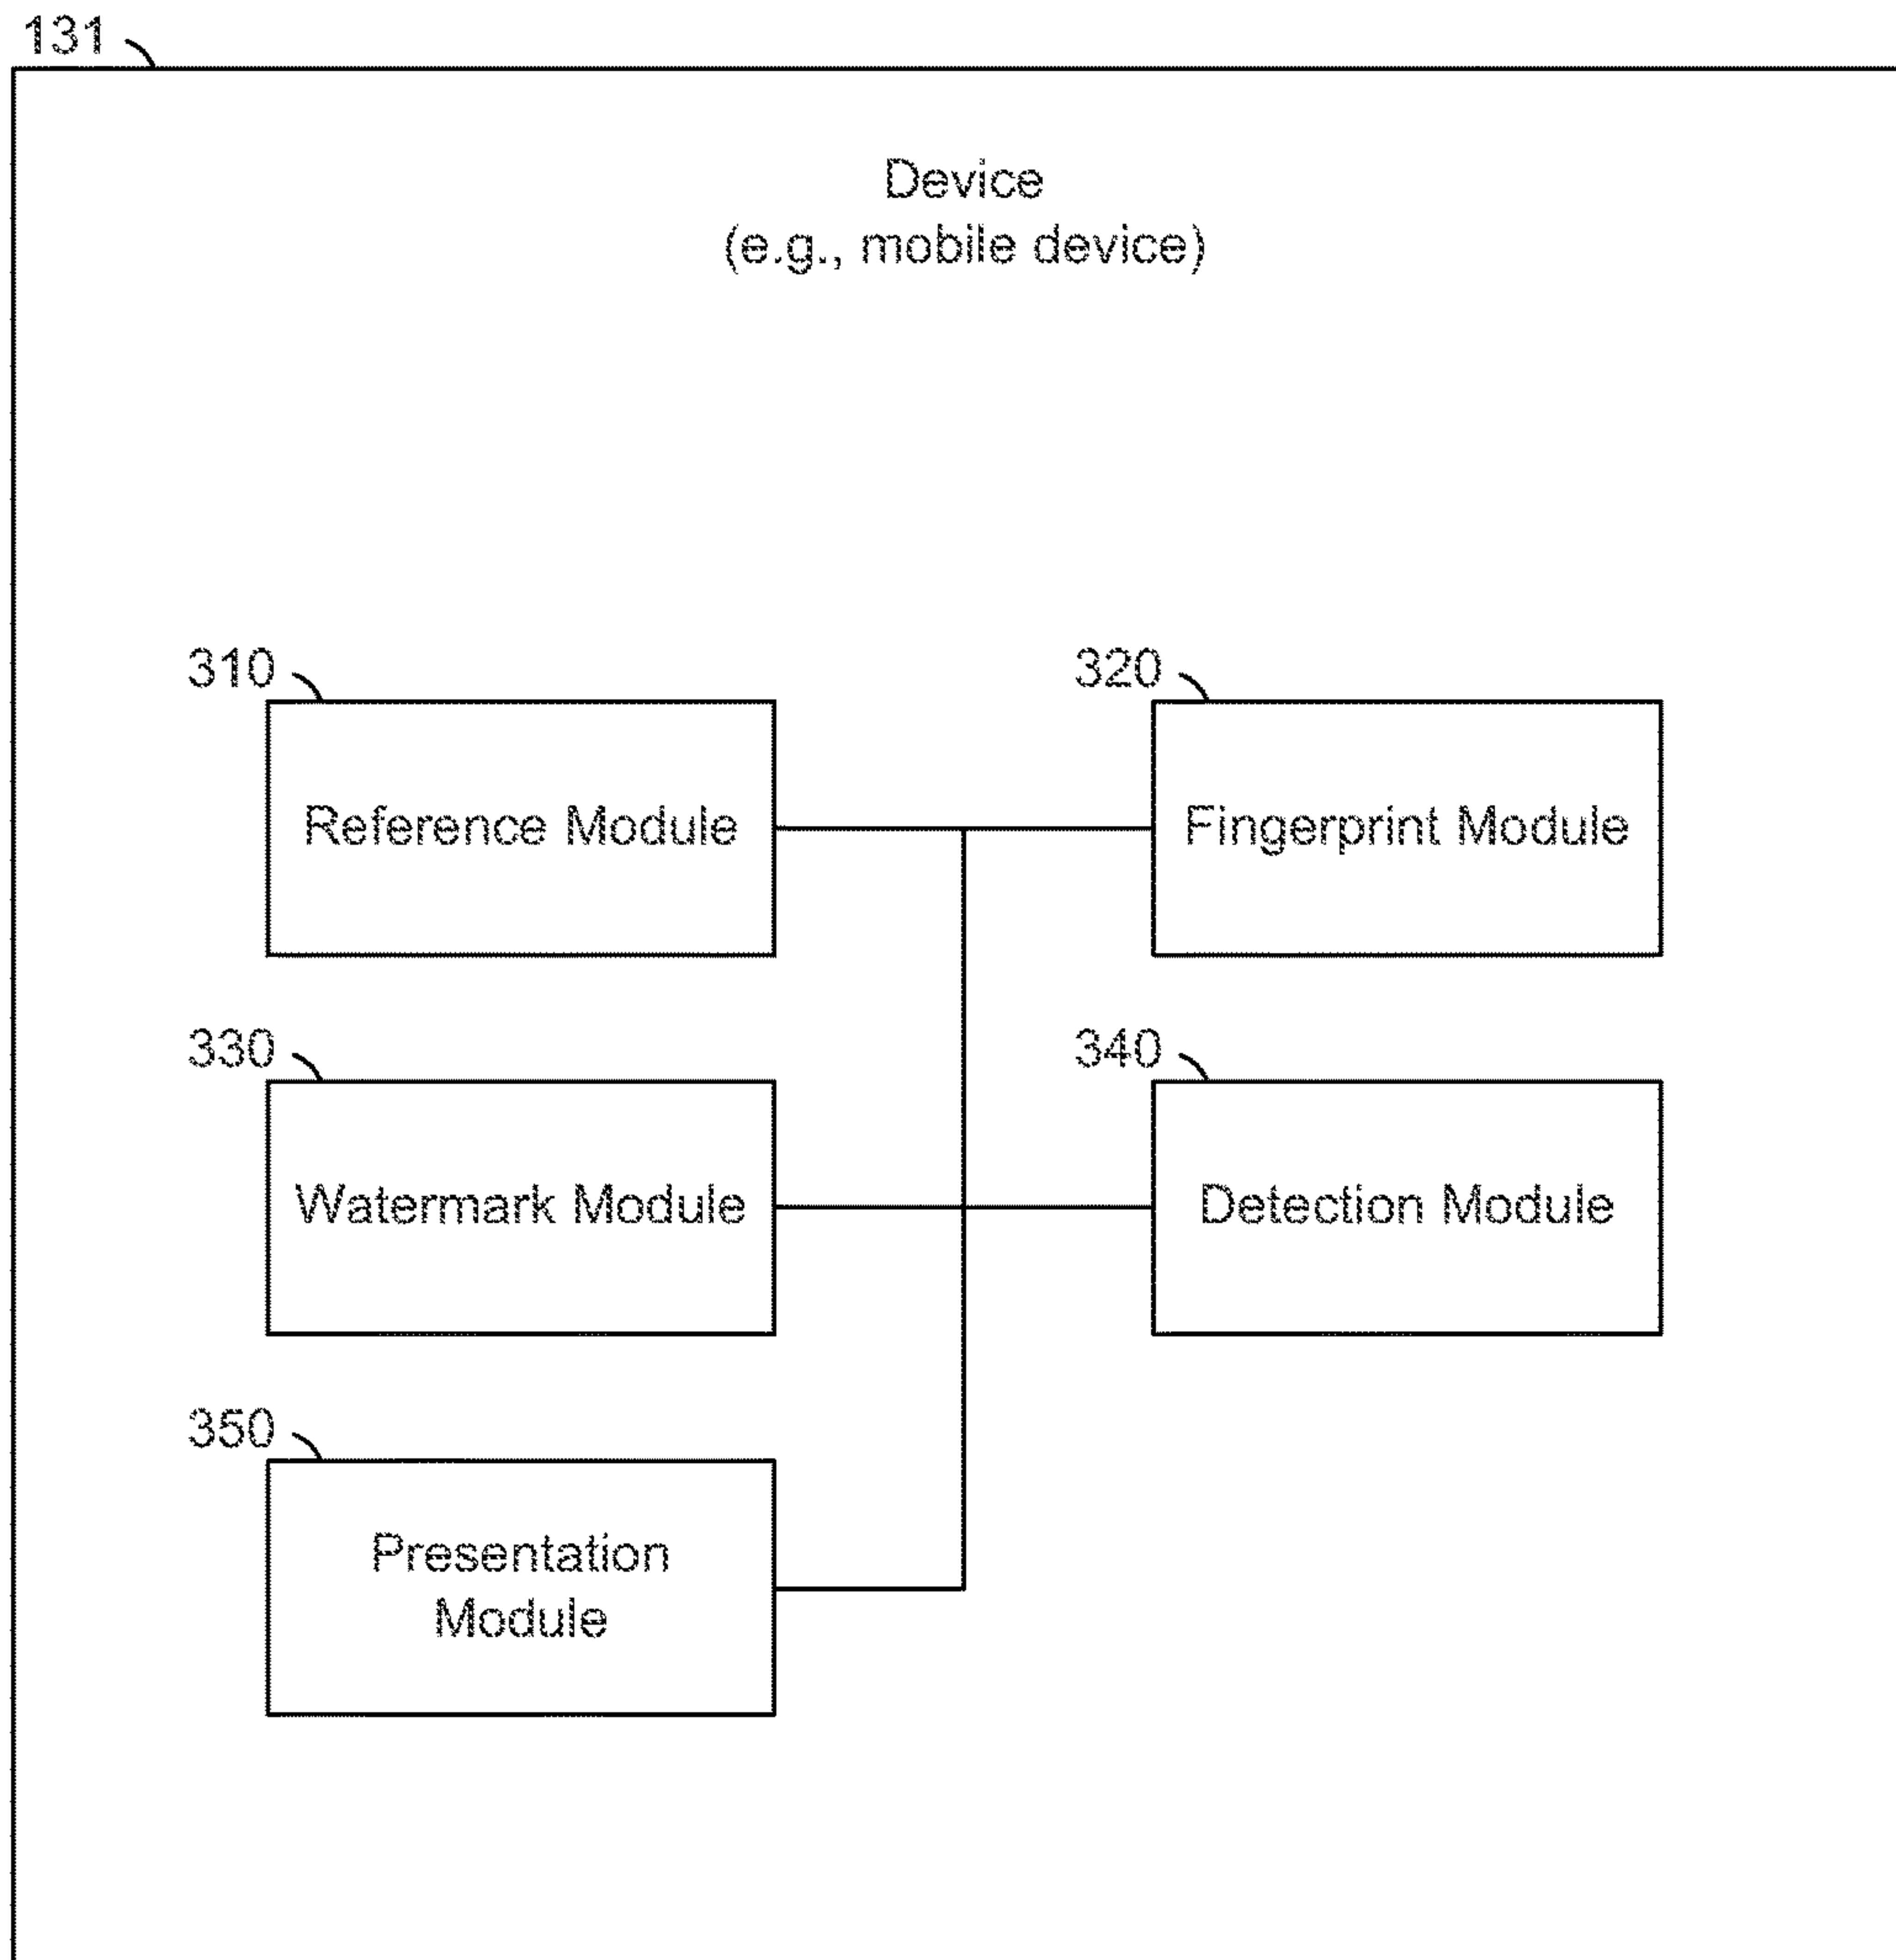 131
Device
(e.g., mobile device)
310
320
Reference Module
Fingerprint Module
330
340
Watermark Module
Detection Module
350
Presentation
Module